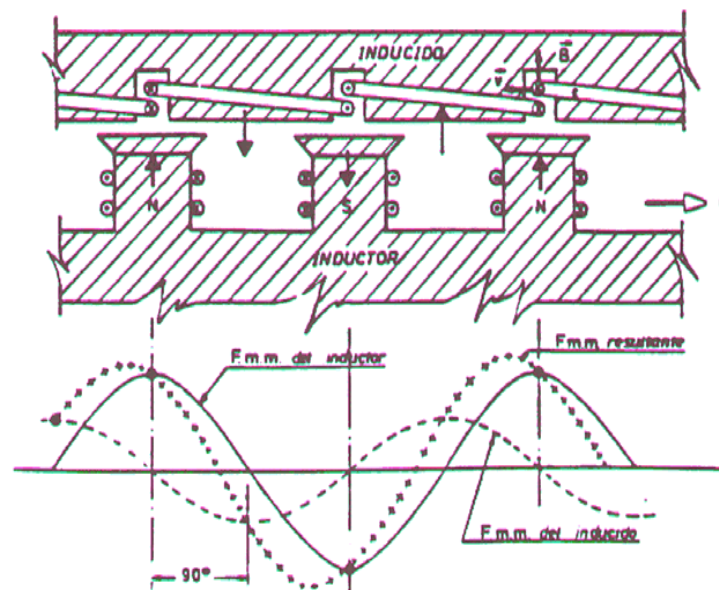 INDUCIDO
B
v
N
S
N
INDUCTOR
F.m.m. del inductor
F.m.m. resultante
F.m.m. del inducido
90°